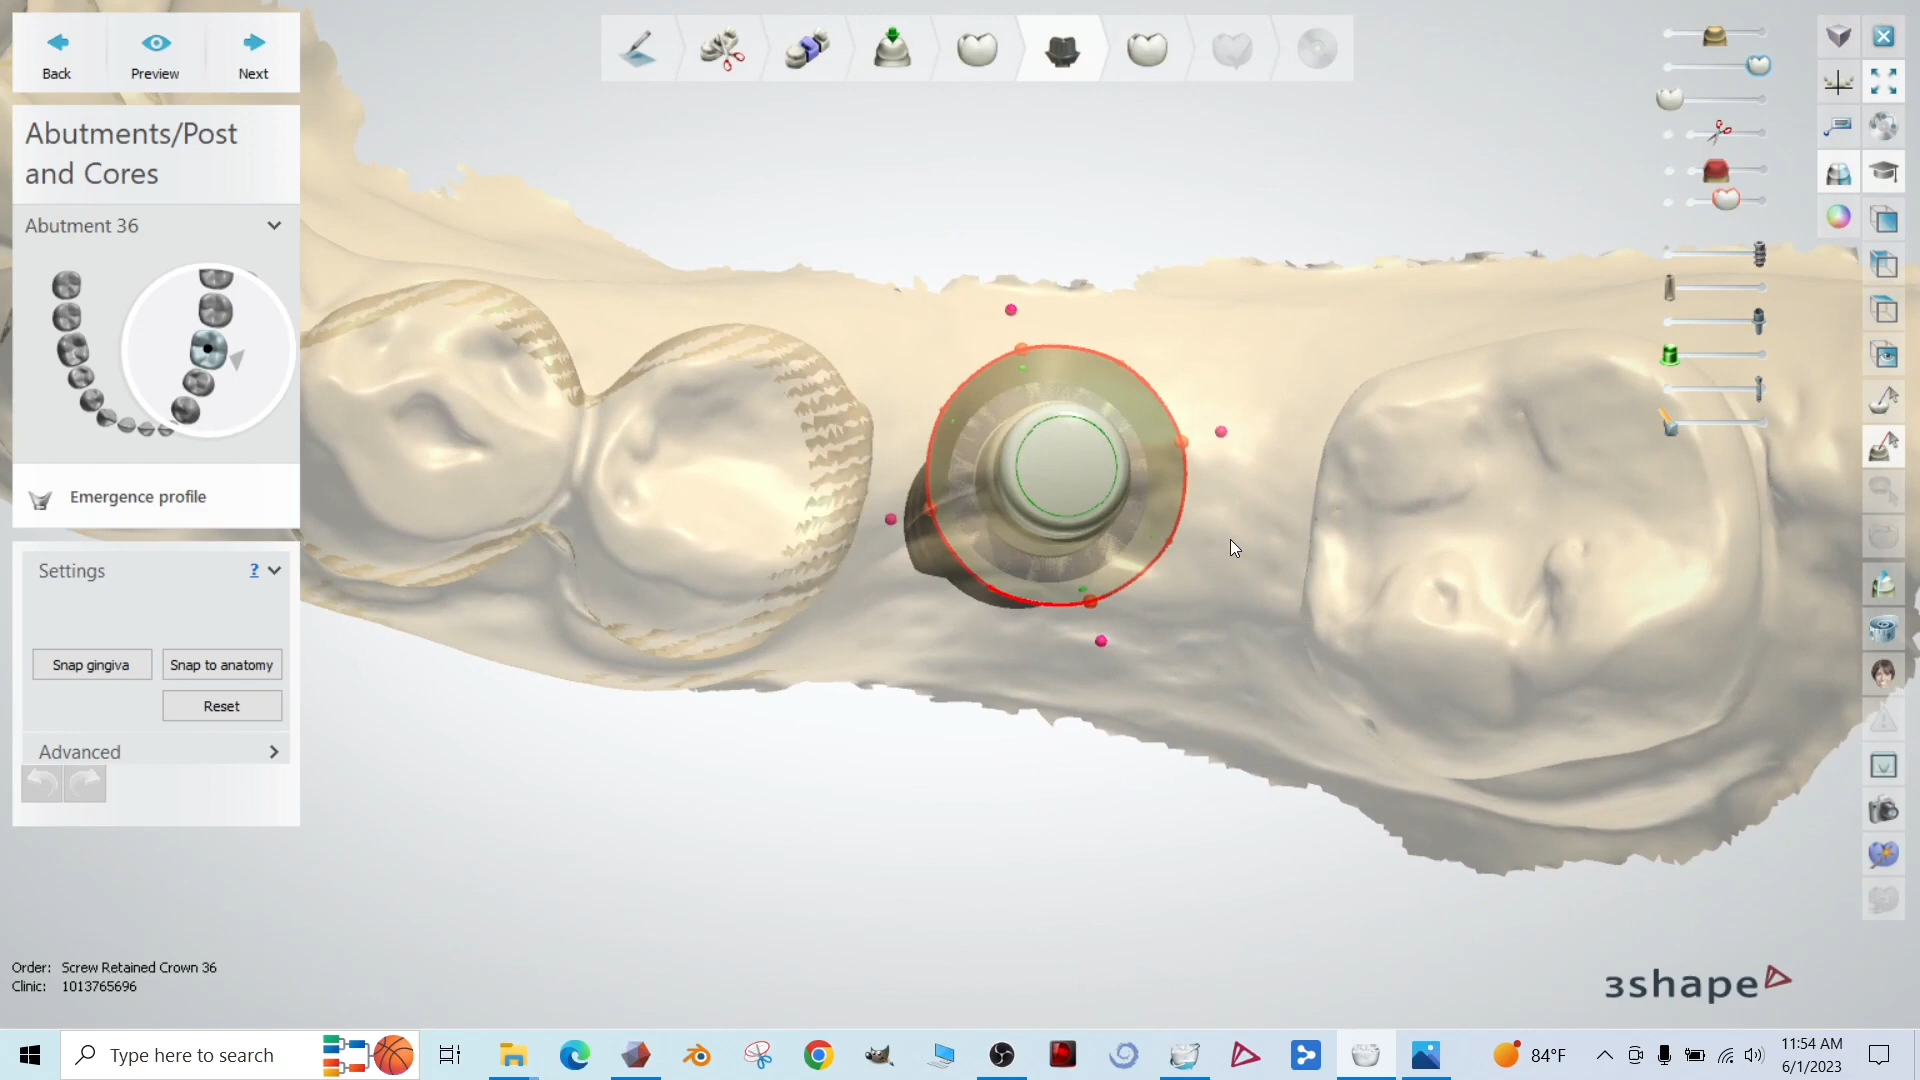 Back
Preview
Next
Abutments/Post
and Cores
Abutment 36
Emergence profile
Settings
?
Snap gingiva
Snap to anatomy
Reset
Advanced
Order: Screw Retained Crown 36
Clinic: 1013765696
3shape
Type here to search
84°F
11:54 AM
6/1/2023